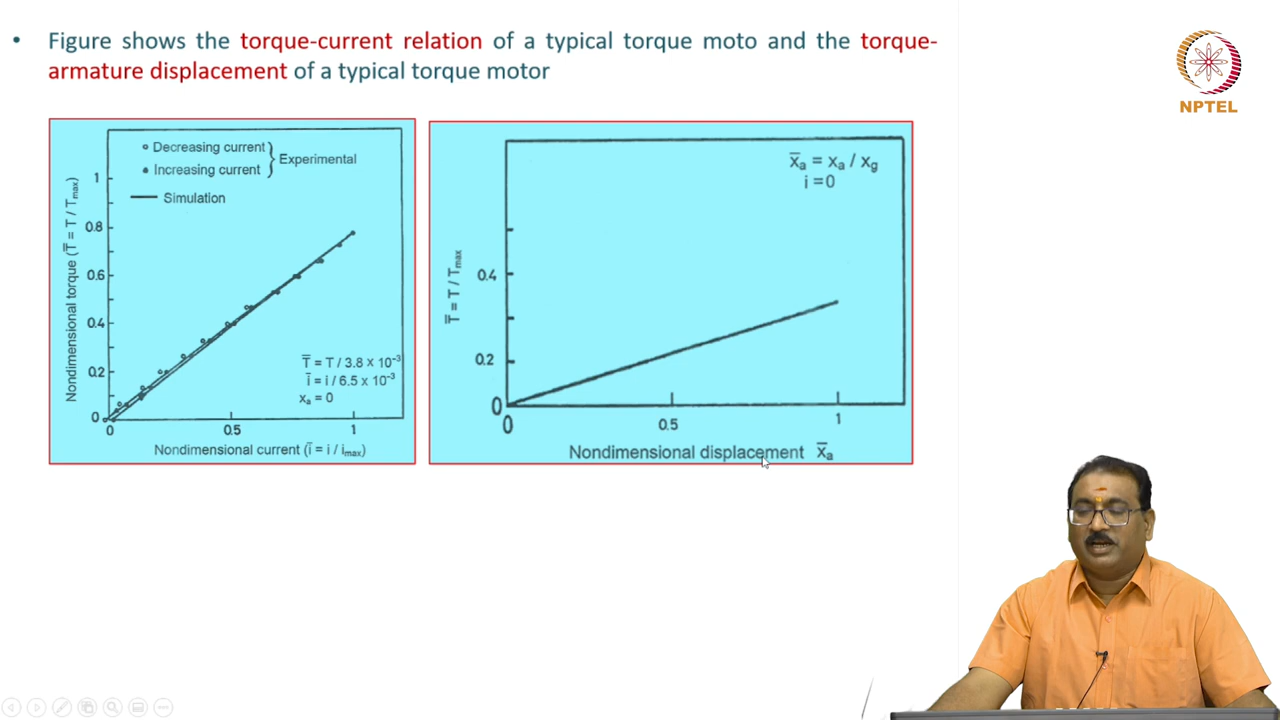 • Figure shows the torque-current relation of a typical torque moto and the torque-
armature displacement of a typical torque motor
NPTEL
Decreasing current
Increasing current
Experimental
Simulation
Nondimensional torque (T̅ = T / Tmax)
1
0.8
0.6
0.4
0.2
0
T̅ = T / 3.8 x 10⁻³
i̅ = i / 6.5 x 10⁻³
xa = 0
0
0.5
1
Nondimensional current (i̅ = i / imax)
x̅a = xa / xg
i = 0
T̅ = T / Tmax
0.4
0.2
0
0
0.5
1
Nondimensional displacement x̅a